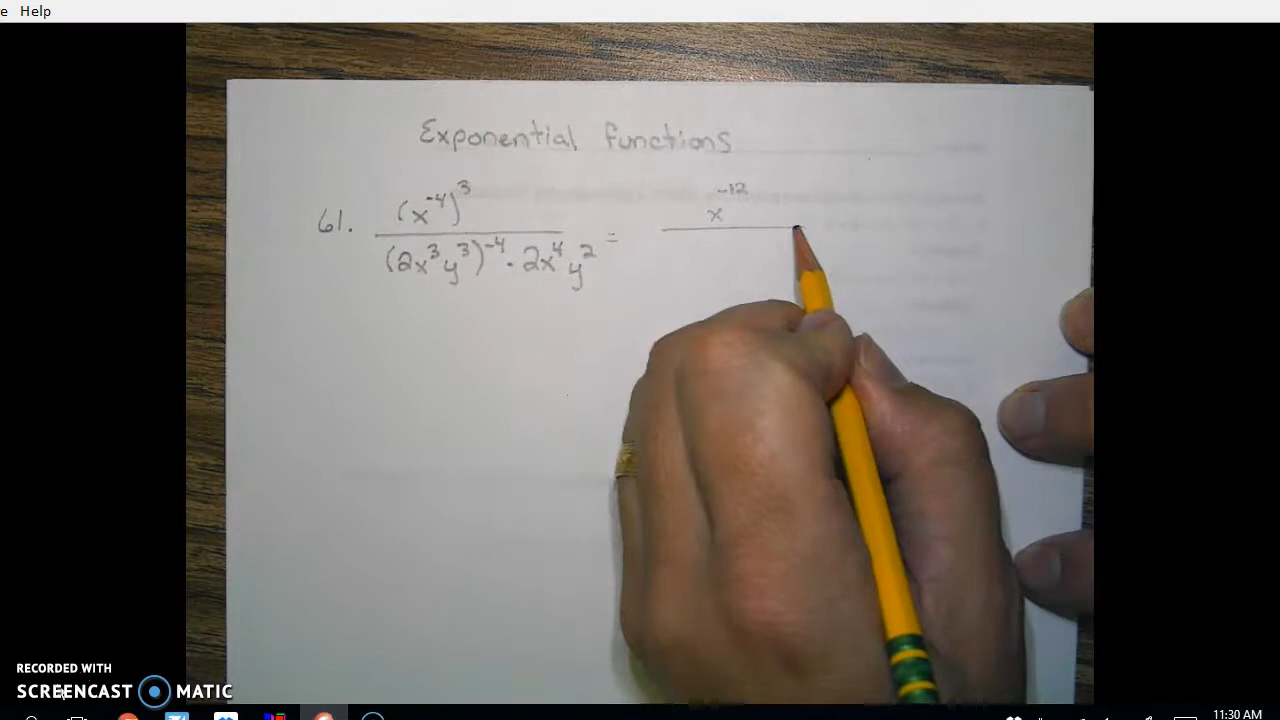 e Help
Exponential functions
61. (x^-4)^3 / ((2x^3y^3)^-4 · 2x^4y^2) = x^-12
RECORDED WITH
SCREENCAST MATIC
11:30 AM